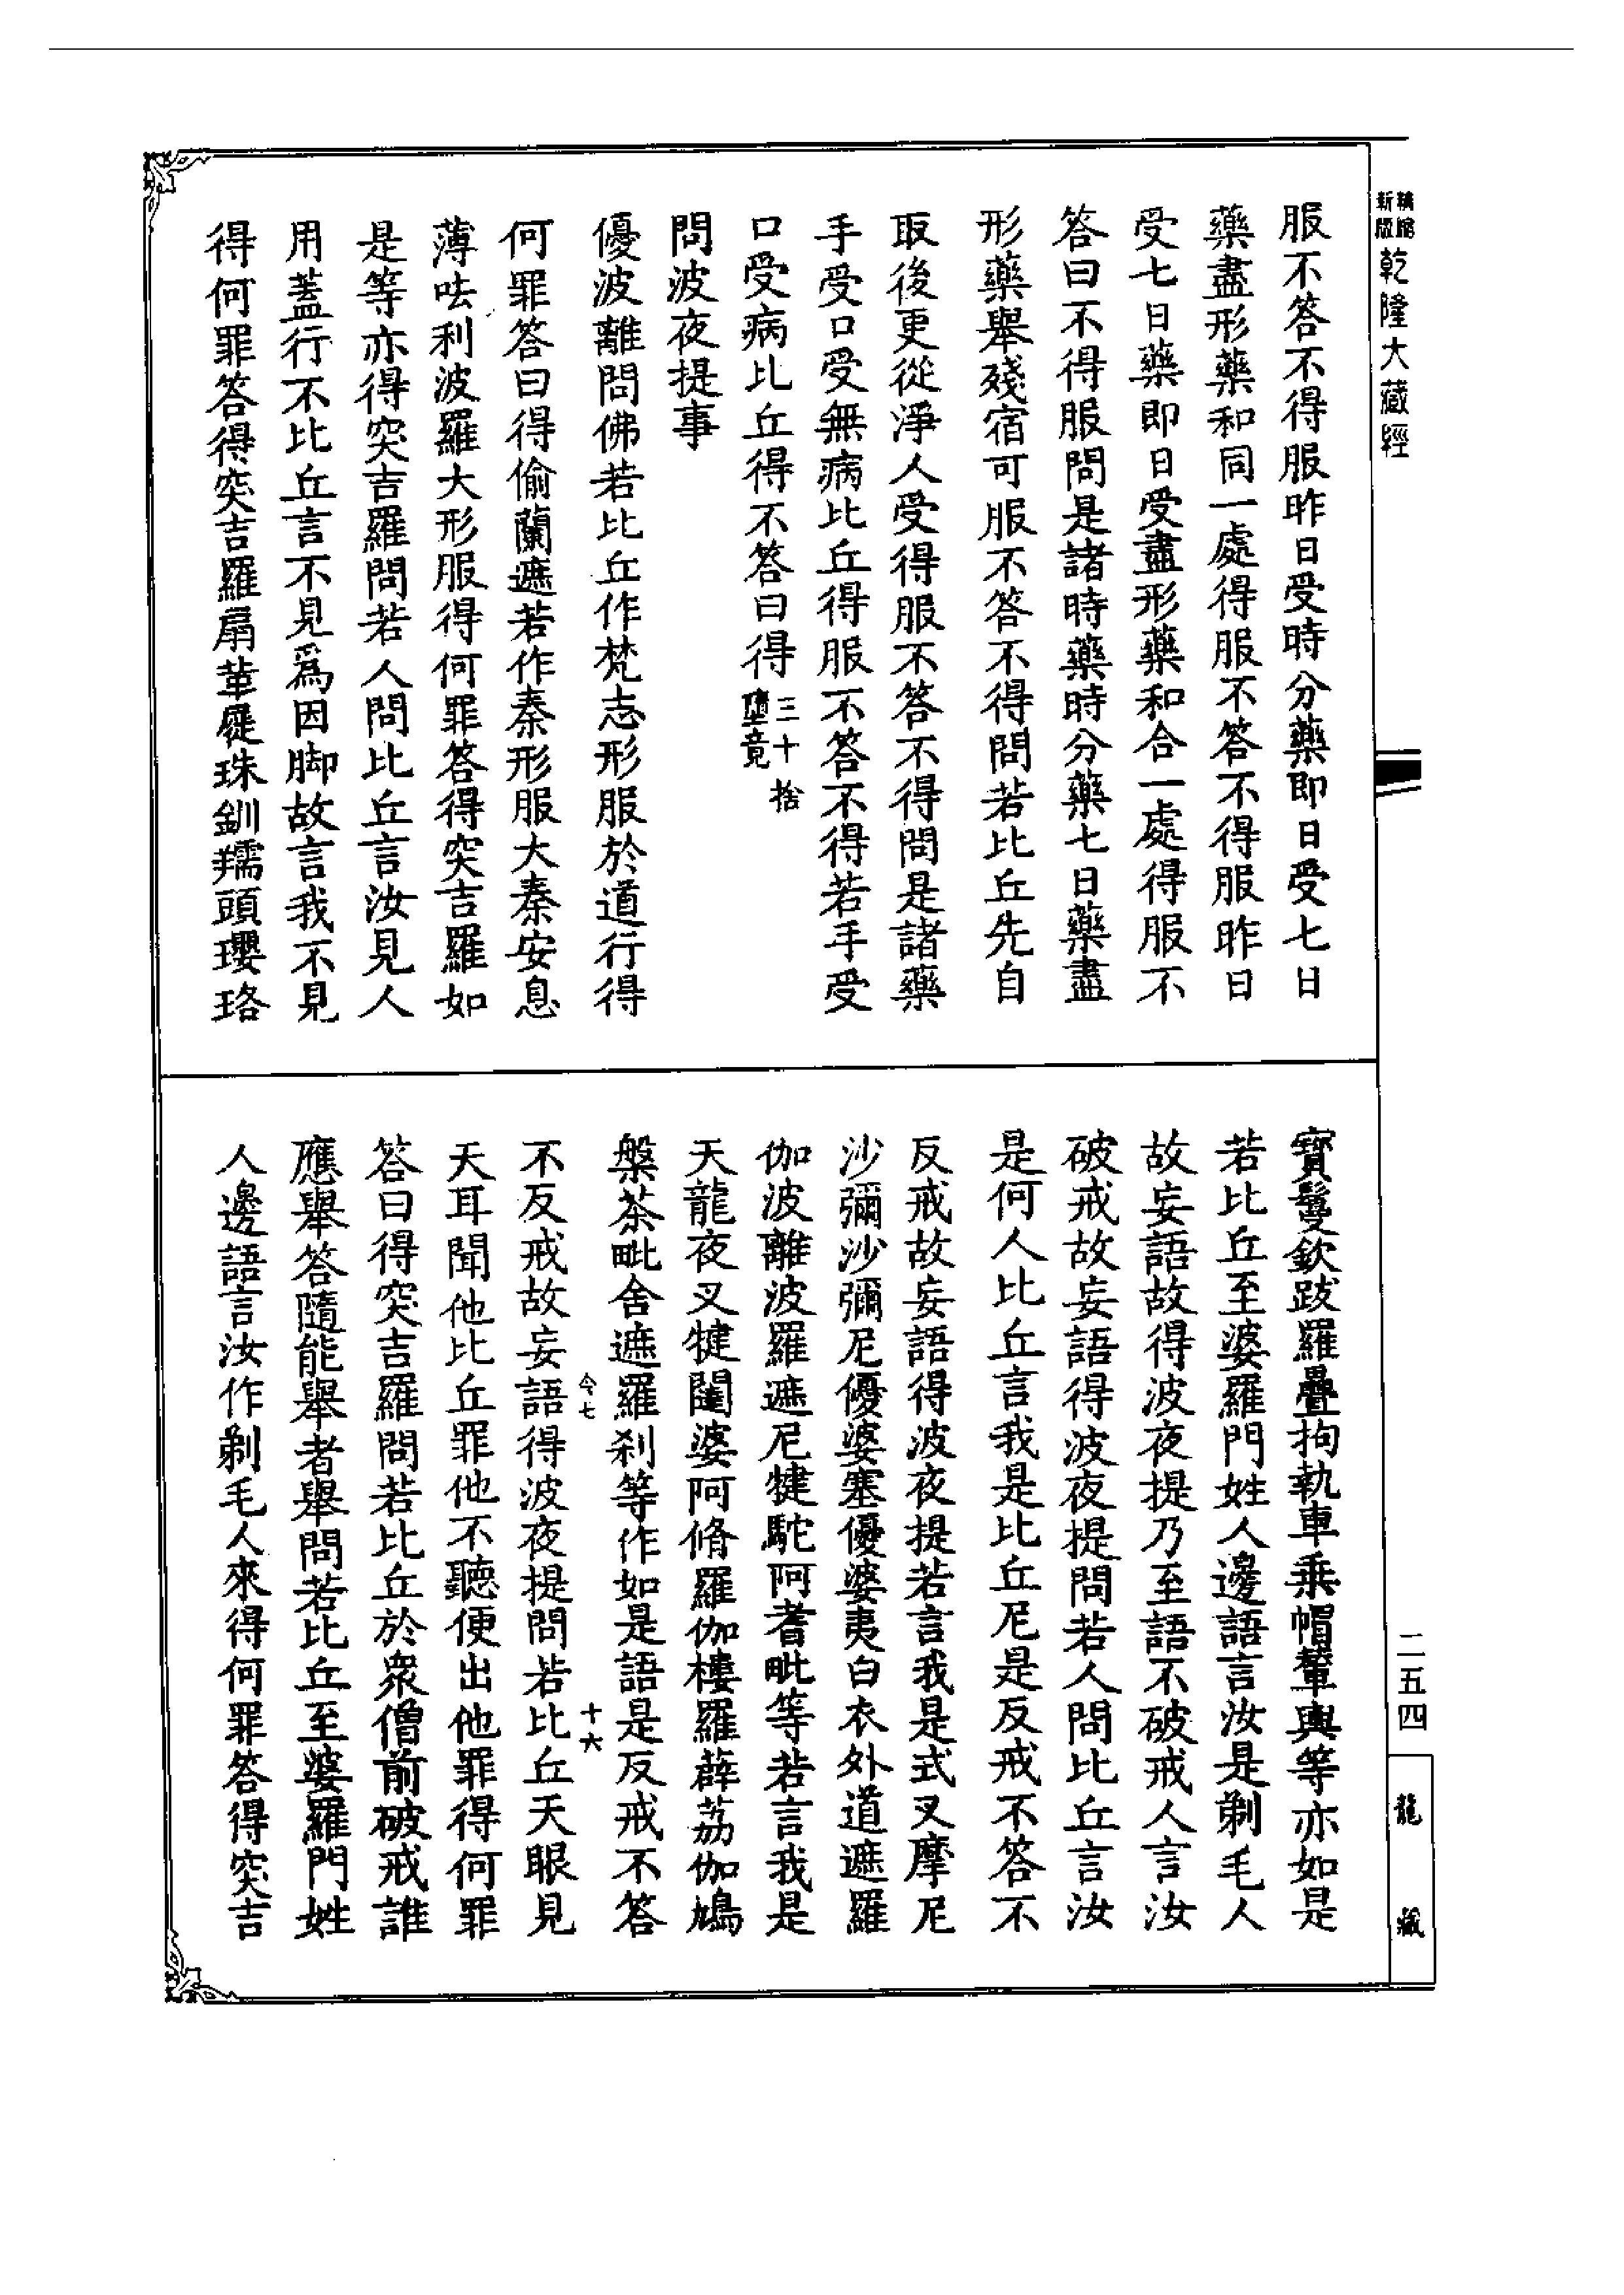 精縮新版乾隆大藏經
服不答不得服昨日受時分藥即日受七日
藥盡形藥和同一處得服不答不得服昨日
受七日藥即日受盡形藥和合一處得服不
答曰不得服問是諸時藥時分藥七日藥盡
形藥舉殘宿可服不答不得問若比丘先自
取後更從淨人受得服不答不得問是諸藥
手受口受無病比丘得服不答不得若手受
口受病比丘得不答曰得三十捨墮竟
問波夜提事
優波離問佛若比丘作梵志形服於道行得
何罪答曰得偷蘭遮若作秦形服大秦安息
薄呿利波羅大形服得何罪答得突吉羅如
是等亦得突吉羅問若人問比丘言汝見人
用蓋行不比丘言不見為因脚故言我不見
得何罪答得突吉羅扇革屣珠釧羺頭瓔珞
寶鬘欽跋羅疊拘執車乗帽輦輿等亦如是
若比丘至婆羅門姓人邊語言汝是剃毛人
故妄語故得波夜提乃至語不破戒人言汝
破戒故妄語得波夜提問若人問比丘言汝
是何人比丘言我是比丘尼是反戒不答不
反戒故妄語得波夜提若言我是式叉摩尼
沙彌沙彌尼優婆塞優婆夷白衣外道遮羅
伽波離波羅遮尼犍駝阿耆毗等若言我是
天龍夜叉犍闥婆阿脩羅伽樓羅薜荔伽鳩
槃荼毗舍遮羅剎等作如是語是反戒不答
不反戒故妄語得波夜提問若比丘天眼見
令七
十六
天耳聞他比丘罪他不聽便出他罪得何罪
答曰得突吉羅問若比丘於眾僧前破戒誰
應舉答隨能舉者舉問若比丘至婆羅門姓
人邊語言汝作剃毛人來得何罪答得突吉
二五四
龍藏